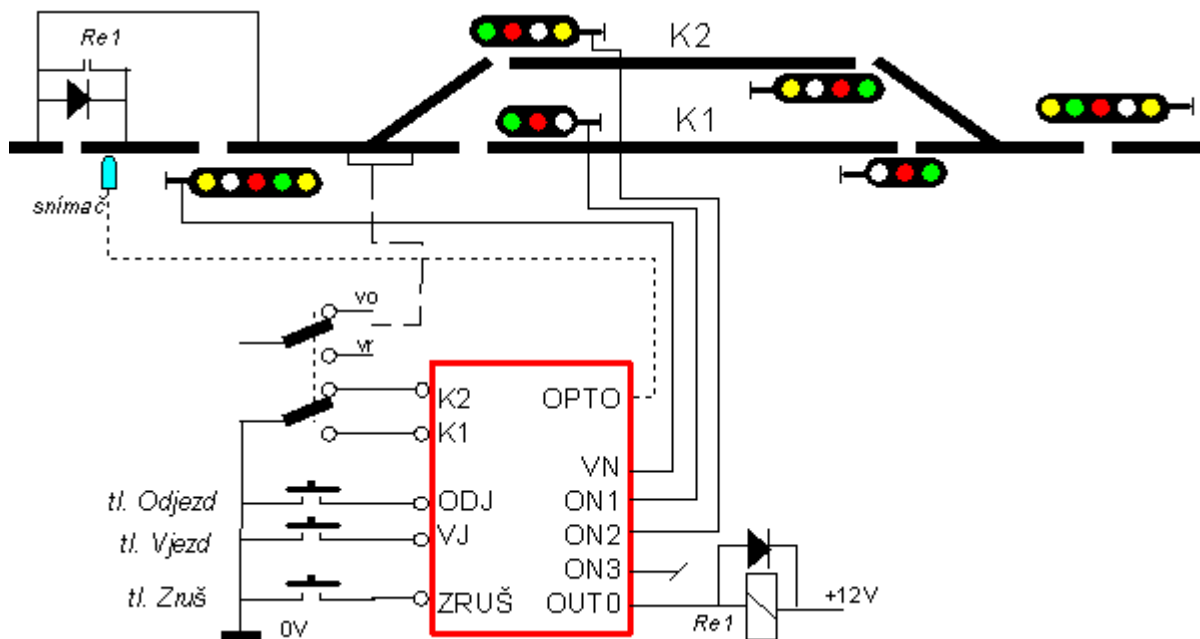 Re1
K2
K1
snímač
vo
vr
K2
OPTO
K1
VN
tl. Odjezd
ODJ
ON1
tl. Vjezd
VJ
ON2
ON3
tl. Zruš
ZRUŠ
OUT0
+12V
0V
Re1